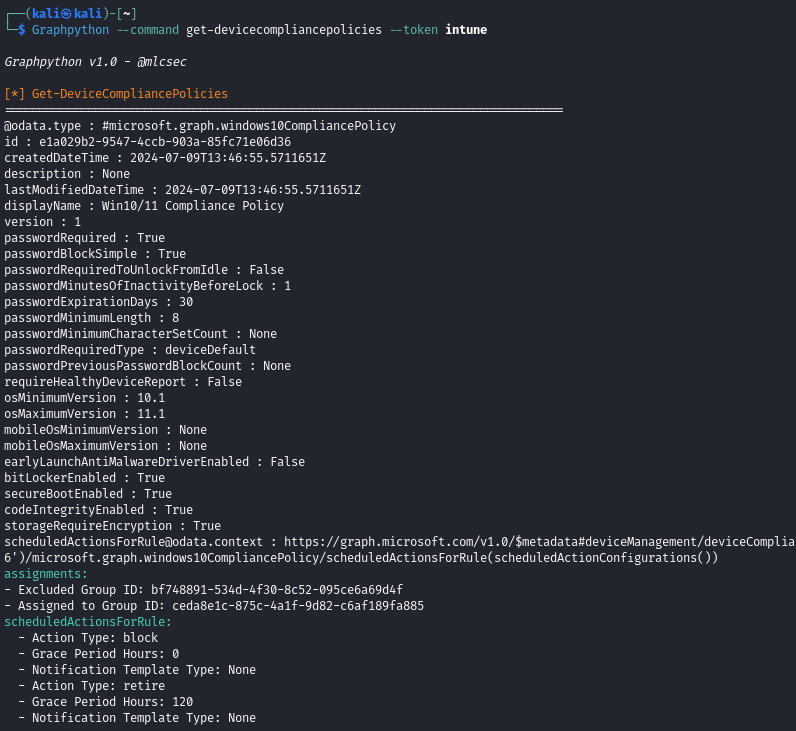 ┌──(kali㉿kali)-[~]
└─$ Graphpython --command get-devicecompliancepolicies --token intune
Graphpython v1.0 - @mlcsec
[*] Get-DeviceCompliancePolicies
================================================================================
@odata.type : #microsoft.graph.windows10CompliancePolicy
id : e1a029b2-9547-4ccb-903a-85fc71e06d36
createdDateTime : 2024-07-09T13:46:55.5711651Z
description : None
lastModifiedDateTime : 2024-07-09T13:46:55.5711651Z
displayName : Win10/11 Compliance Policy
version : 1
passwordRequired : True
passwordBlockSimple : True
passwordRequiredToUnlockFromIdle : False
passwordMinutesOfInactivityBeforeLock : 1
passwordExpirationDays : 30
passwordMinimumLength : 8
passwordMinimumCharacterSetCount : None
passwordRequiredType : deviceDefault
passwordPreviousPasswordBlockCount : None
requireHealthyDeviceReport : False
osMinimumVersion : 10.1
osMaximumVersion : 11.1
mobileOsMinimumVersion : None
mobileOsMaximumVersion : None
earlyLaunchAntiMalwareDriverEnabled : False
bitLockerEnabled : True
secureBootEnabled : True
codeIntegrityEnabled : True
storageRequireEncryption : True
scheduledActionsForRule@odata.context : https://graph.microsoft.com/v1.0/$metadata#deviceManagement/deviceComplia
6')/microsoft.graph.windows10CompliancePolicy/scheduledActionsForRule(scheduledActionConfigurations())
assignments:
- Excluded Group ID: bf748891-534d-4f30-8c52-095ce6a69d4f
- Assigned to Group ID: ceda8e1c-875c-4a1f-9d82-c6af189fa885
scheduledActionsForRule:
- Action Type: block
- Grace Period Hours: 0
- Notification Template Type: None
- Action Type: retire
- Grace Period Hours: 120
- Notification Template Type: None